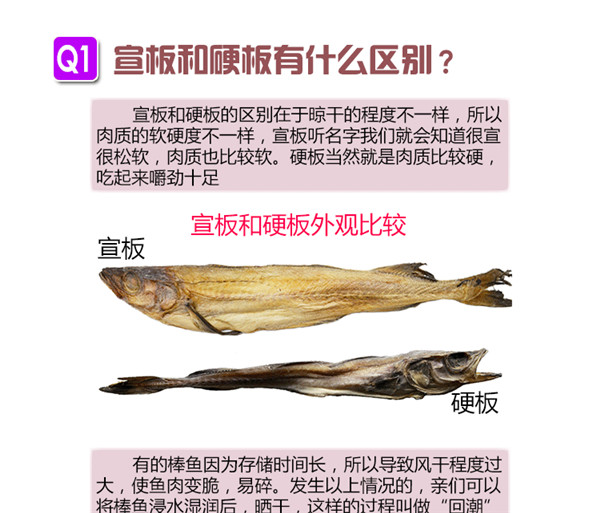 Q1 宣板和硬板有什么区别？
宣板和硬板的区别在于晾干的程度不一样，所以
肉质的软硬度不一样，宣板听名字我们就会知道很宣
很松软，肉质也比较软。硬板当然就是肉质比较硬，
吃起来嚼劲十足
宣板和硬板外观比较
宣板
硬板
有的棒鱼因为存储时间长，所以导致风干程度过
大，使鱼肉变脆，易碎。发生以上情况的，亲们可以
将棒鱼浸水湿润后，晒干，这样的过程叫做“回潮”